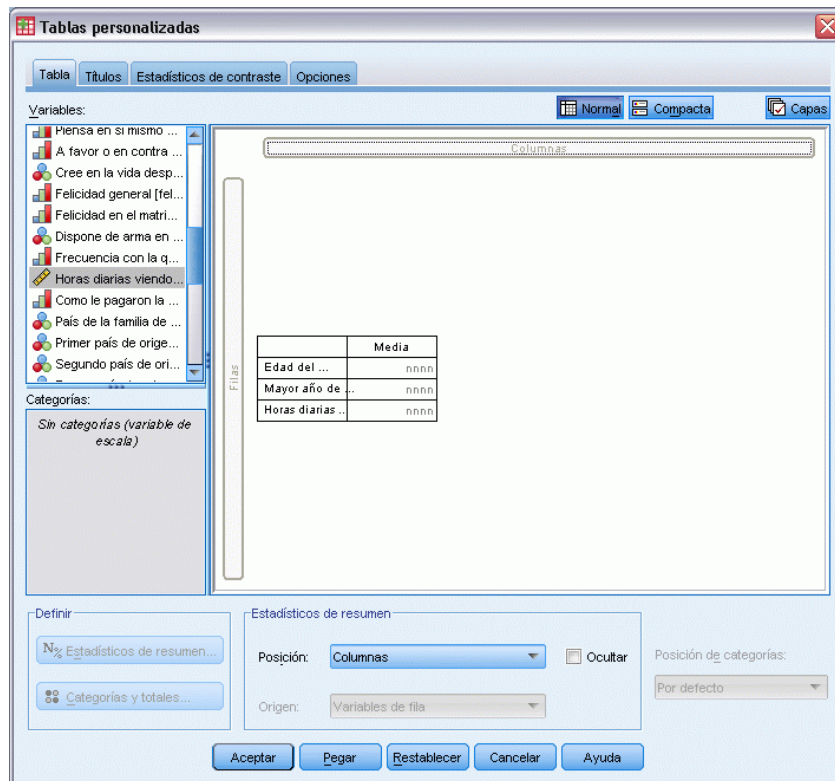 Tablas personalizadas
Tabla
Títulos
Estadísticos de contraste
Opciones
Variables:
Normal
Compacta
Capas
Piensa en sí mismo ...
A favor o en contra ...
Cree en la vida desp...
Felicidad general [fel...
Felicidad en el matri...
Dispone de arma en ...
Frecuencia con la q...
Horas diarias viendo...
Como le pagaron la ...
País de la familia de ...
Primer país de orige...
Segundo país de ori...
Categorías:
Sin categorías (variable de
escala)
Columnas
Filas
Media
Edad del ... nnnn
Mayor año de ... nnnn
Horas diarias ... nnnn
Definir
N% Estadísticos de resumen...
Categorías y totales...
Estadísticos de resumen
Posición: Columnas
Ocultar
Origen: Variables de fila
Posición de categorías:
Por defecto
Aceptar
Pegar
Restablecer
Cancelar
Ayuda